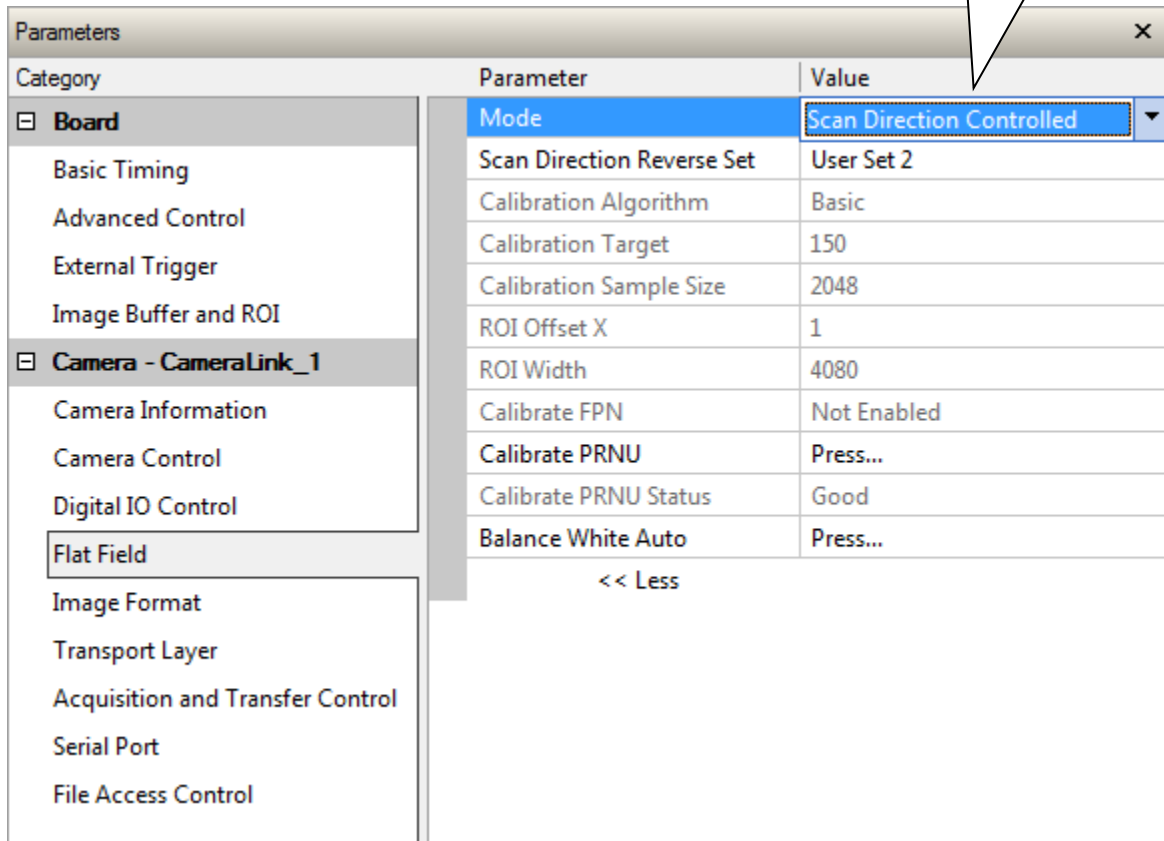 Parameters ×
Category Parameter Value
Board
Basic Timing
Advanced Control
External Trigger
Image Buffer and ROI
Camera - CameraLink_1
Camera Information
Camera Control
Digital IO Control
Flat Field
Image Format
Transport Layer
Acquisition and Transfer Control
Serial Port
File Access Control
Mode Scan Direction Controlled
Scan Direction Reverse Set User Set 2
Calibration Algorithm Basic
Calibration Target 150
Calibration Sample Size 2048
ROI Offset X 1
ROI Width 4080
Calibrate FPN Not Enabled
Calibrate PRNU Press...
Calibrate PRNU Status Good
Balance White Auto Press...
<< Less